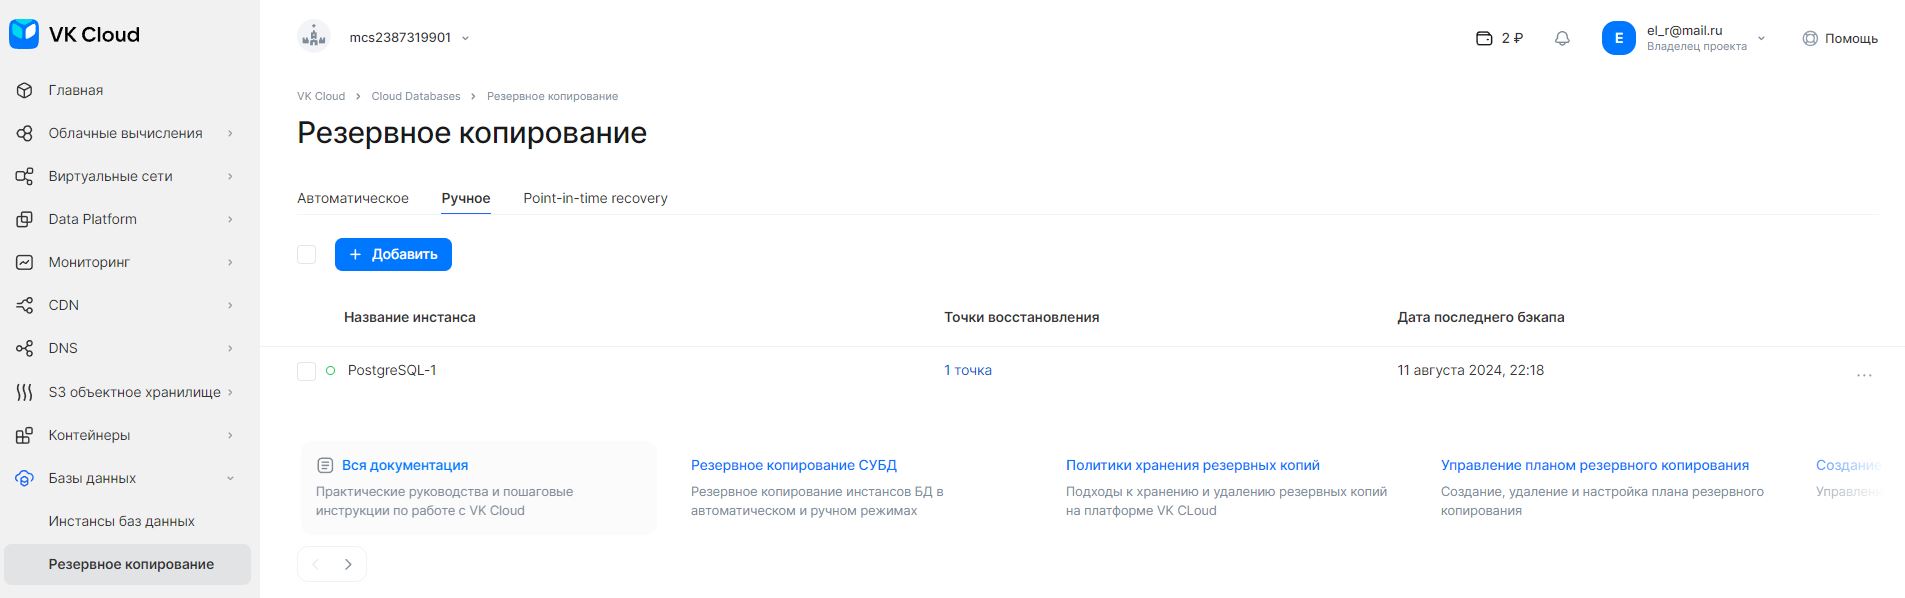 VK Cloud
mcs2387319901
2 ₽
E
el_r@mail.ru
Владелец проекта
Помощь
Главная
Облачные вычисления
Виртуальные сети
Data Platform
Мониторинг
CDN
DNS
S3 объектное хранилище
Контейнеры
Базы данных
Инстансы баз данных
Резервное копирование
VK Cloud > Cloud Databases > Резервное копирование
Резервное копирование
Автоматическое Ручное Point-in-time recovery
+ Добавить
Название инстанса Точки восстановления Дата последнего бэкапа
PostgreSQL-1 1 точка 11 августа 2024, 22:18 ...
Вся документация
Практические руководства и пошаговые
инструкции по работе с VK Cloud
Резервное копирование СУБД
Резервное копирование инстансов БД в
автоматическом и ручном режимах
Политики хранения резервных копий
Подходы к хранению и удалению резервных копий
на платформе VK CLoud
Управление планом резервного копирования
Создание, удаление и настройка плана резервного
копирования
Создание